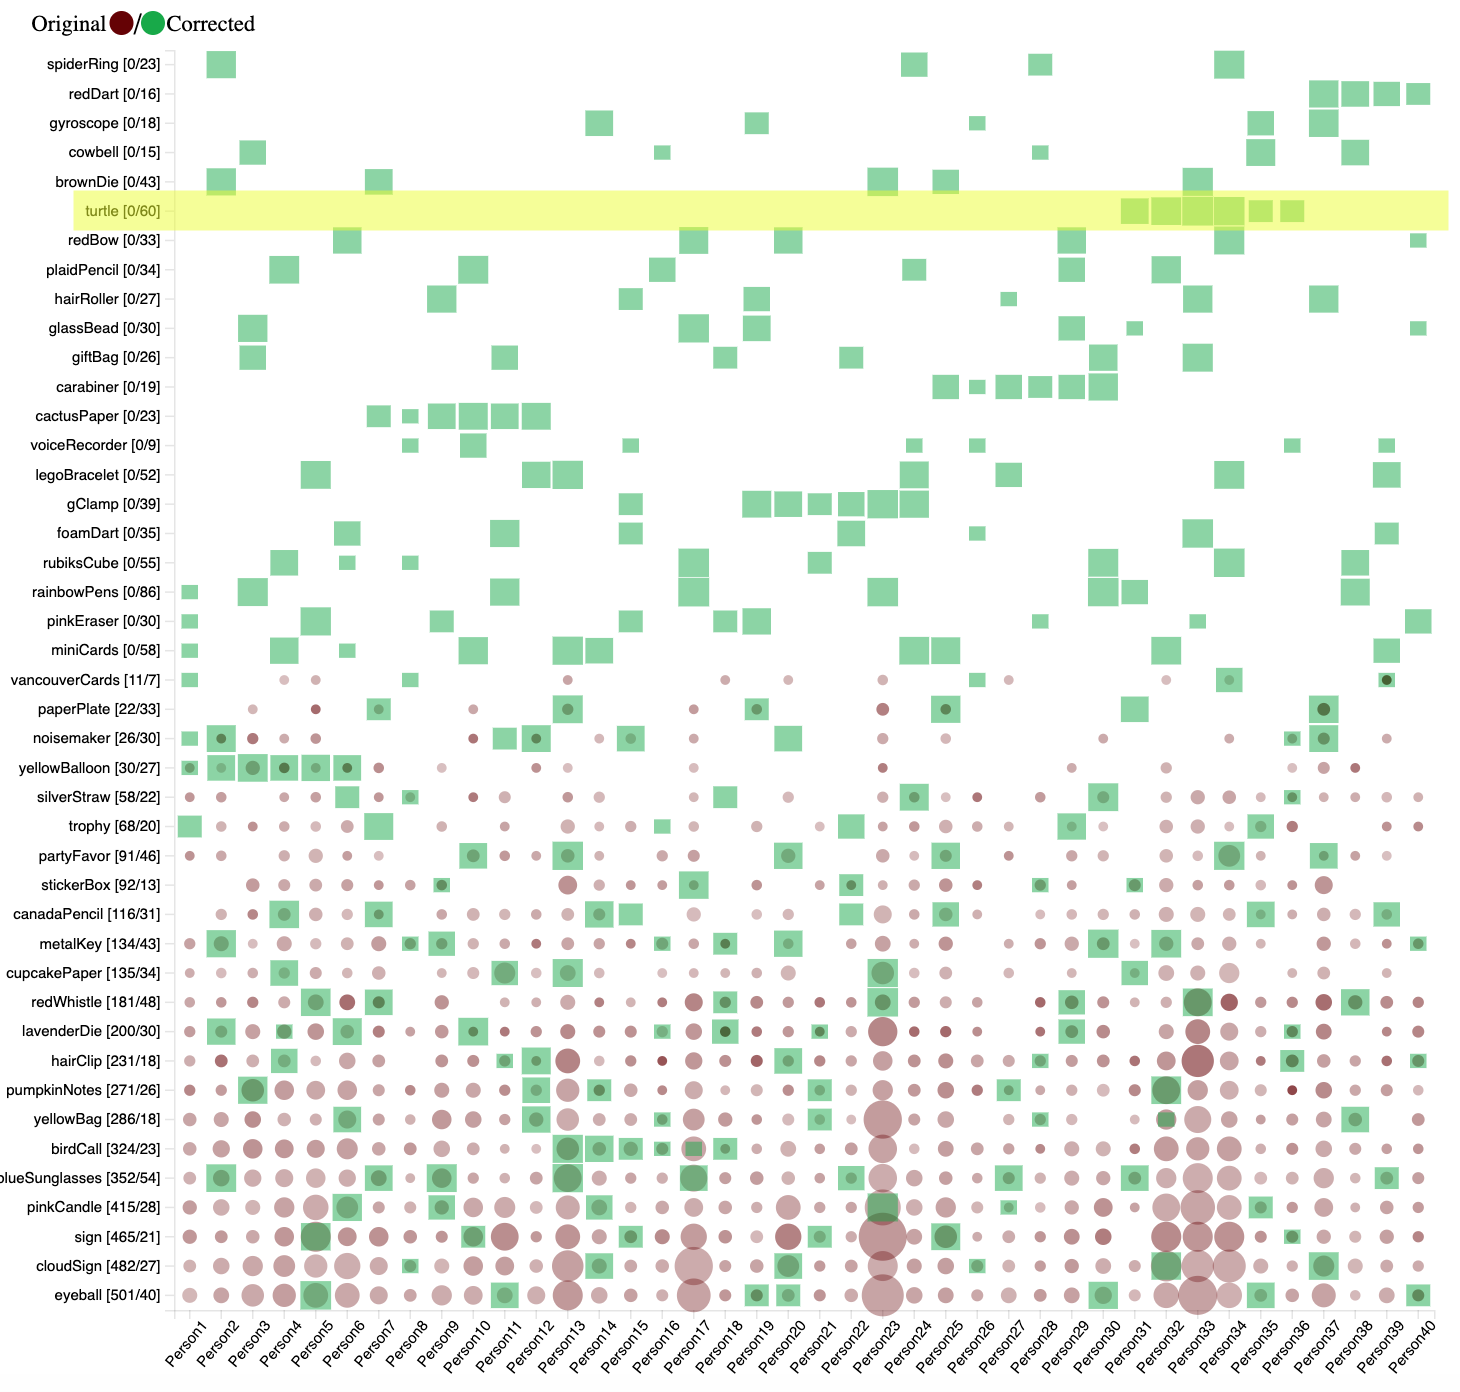 Original / Corrected
spiderRing [0/23]
redDart [0/16]
gyroscope [0/18]
cowbell [0/15]
brownDie [0/43]
turtle [0/60]
redBow [0/33]
plaidPencil [0/34]
hairRoller [0/27]
glassBead [0/30]
giftBag [0/26]
carabiner [0/19]
cactusPaper [0/23]
voiceRecorder [0/9]
legoBracelet [0/52]
gClamp [0/39]
foamDart [0/35]
rubiksCube [0/55]
rainbowPens [0/86]
pinkEraser [0/30]
miniCards [0/58]
vancouverCards [11/7]
paperPlate [22/33]
noisemaker [26/30]
yellowBalloon [30/27]
silverStraw [58/22]
trophy [68/20]
partyFavor [91/46]
stickerBox [92/13]
canadaPencil [116/31]
metalKey [134/43]
cupcakePaper [135/34]
redWhistle [181/48]
lavenderDie [200/30]
hairClip [231/18]
pumpkinNotes [271/26]
yellowBag [286/18]
birdCall [324/23]
blueSunglasses [352/54]
pinkCandle [415/28]
sign [465/21]
cloudSign [482/27]
eyeball [501/40]
Person1
Person2
Person3
Person4
Person5
Person6
Person7
Person8
Person9
Person10
Person11
Person12
Person13
Person14
Person15
Person16
Person17
Person18
Person19
Person20
Person21
Person22
Person23
Person24
Person25
Person26
Person27
Person28
Person29
Person30
Person31
Person32
Person33
Person34
Person35
Person36
Person37
Person38
Person39
Person40